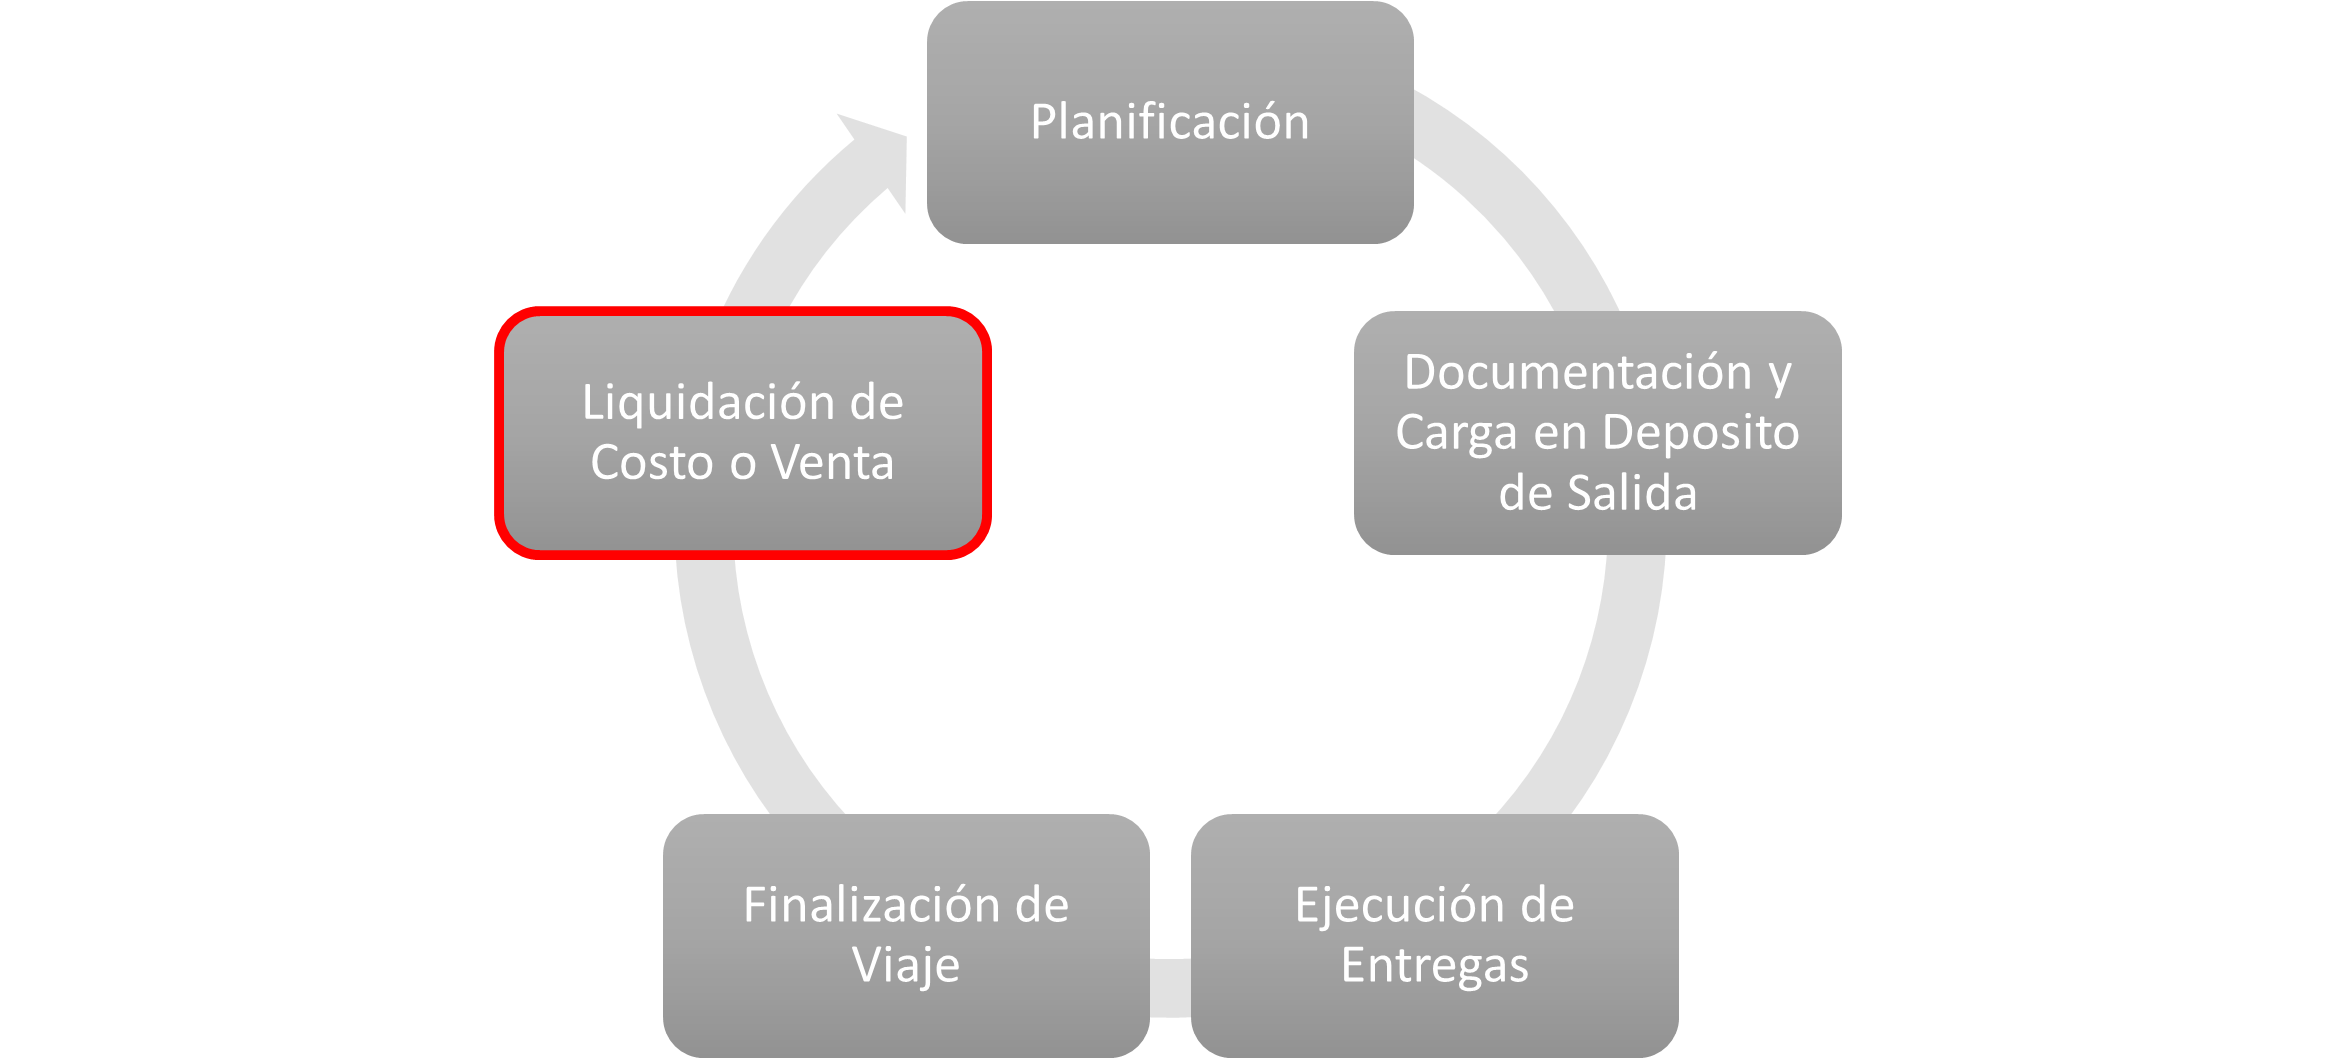 Planificación
Documentación y
Carga en Deposito
de Salida
Ejecución de
Entregas
Finalización de
Viaje
Liquidación de
Costo o Venta